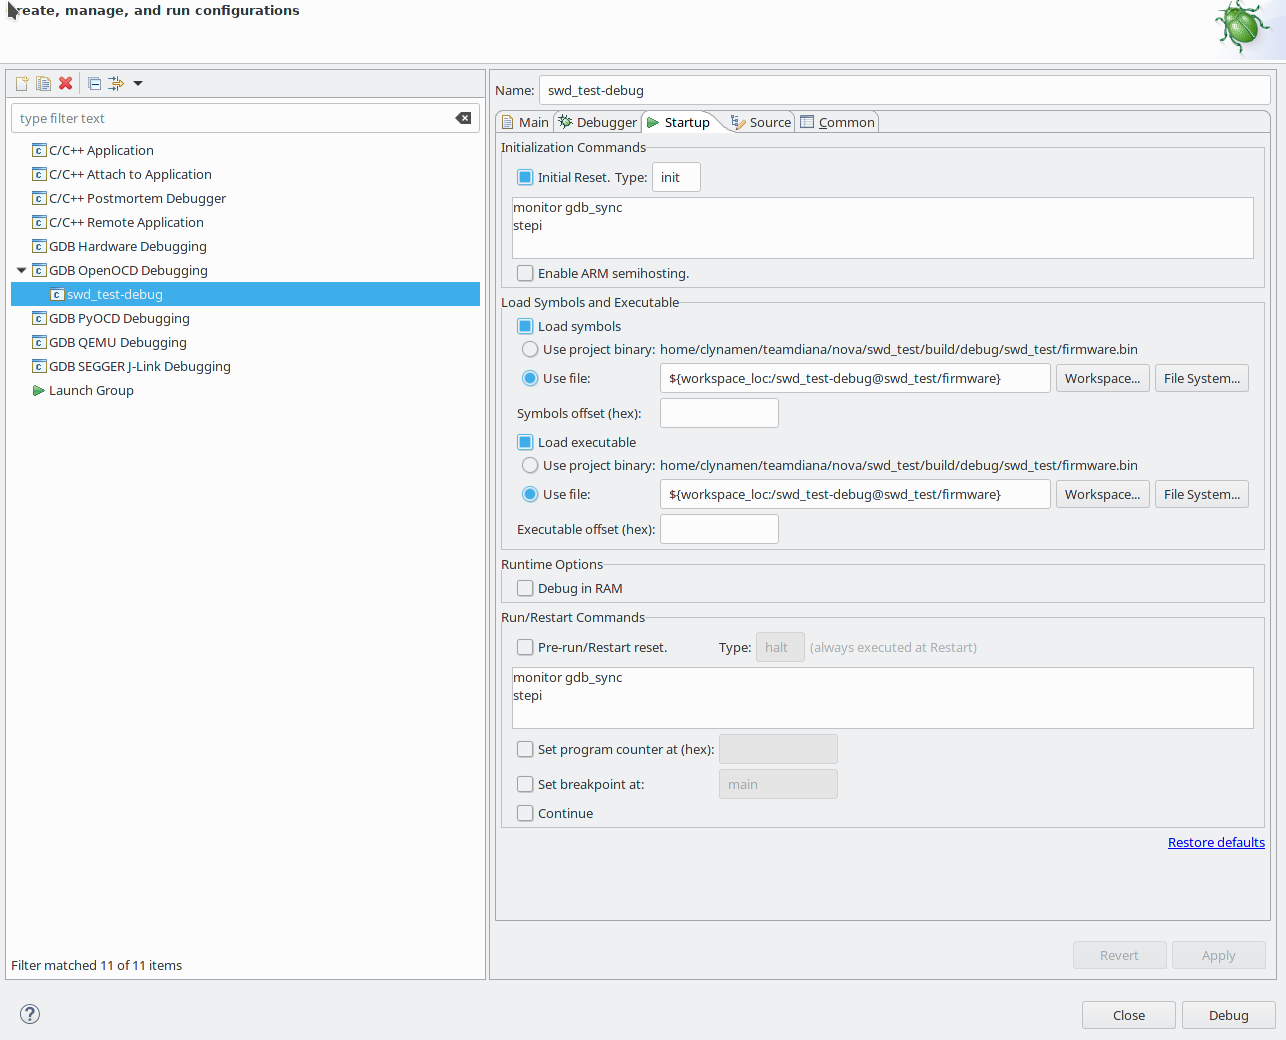 reate, manage, and run configurations
type filter text
C/C++ Application
C/C++ Attach to Application
C/C++ Postmortem Debugger
C/C++ Remote Application
GDB Hardware Debugging
GDB OpenOCD Debugging
swd_test-debug
GDB PyOCD Debugging
GDB QEMU Debugging
GDB SEGGER J-Link Debugging
Launch Group
Filter matched 11 of 11 items
Name: swd_test-debug
Main Debugger Startup Source Common
Initialization Commands
Initial Reset. Type: init
monitor gdb_sync
stepi
Enable ARM semihosting.
Load Symbols and Executable
Load symbols
Use project binary: home/clynamen/teamdiana/nova/swd_test/build/debug/swd_test/firmware.bin
Use file: ${workspace_loc:/swd_test-debug@swd_test/firmware} Workspace... File System...
Symbols offset (hex):
Load executable
Use project binary: home/clynamen/teamdiana/nova/swd_test/build/debug/swd_test/firmware.bin
Use file: ${workspace_loc:/swd_test-debug@swd_test/firmware} Workspace... File System...
Executable offset (hex):
Runtime Options
Debug in RAM
Run/Restart Commands
Pre-run/Restart reset. Type: halt (always executed at Restart)
monitor gdb_sync
stepi
Set program counter at (hex):
Set breakpoint at: main
Continue
Restore defaults
Revert Apply
? Close Debug